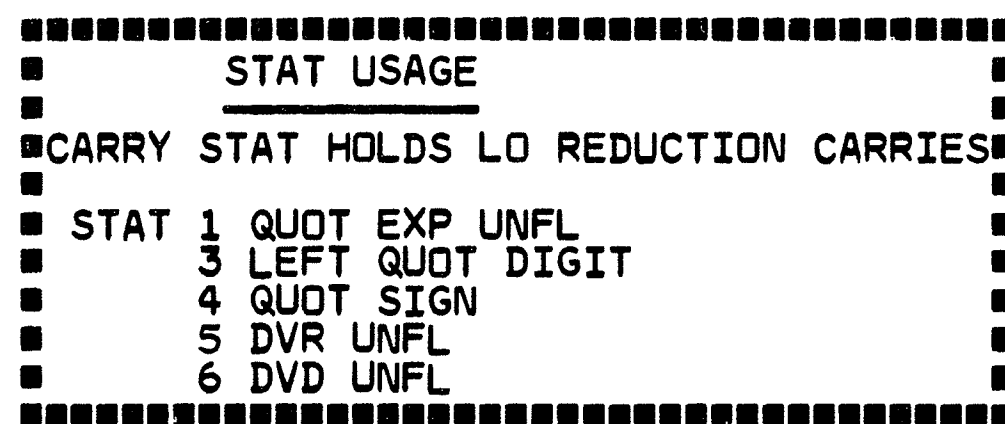 STAT USAGE
CARRY STAT HOLDS LO REDUCTION CARRIES
STAT 1 QUOT EXP UNFL
3 LEFT QUOT DIGIT
4 QUOT SIGN
5 DVR UNFL
6 DVD UNFL